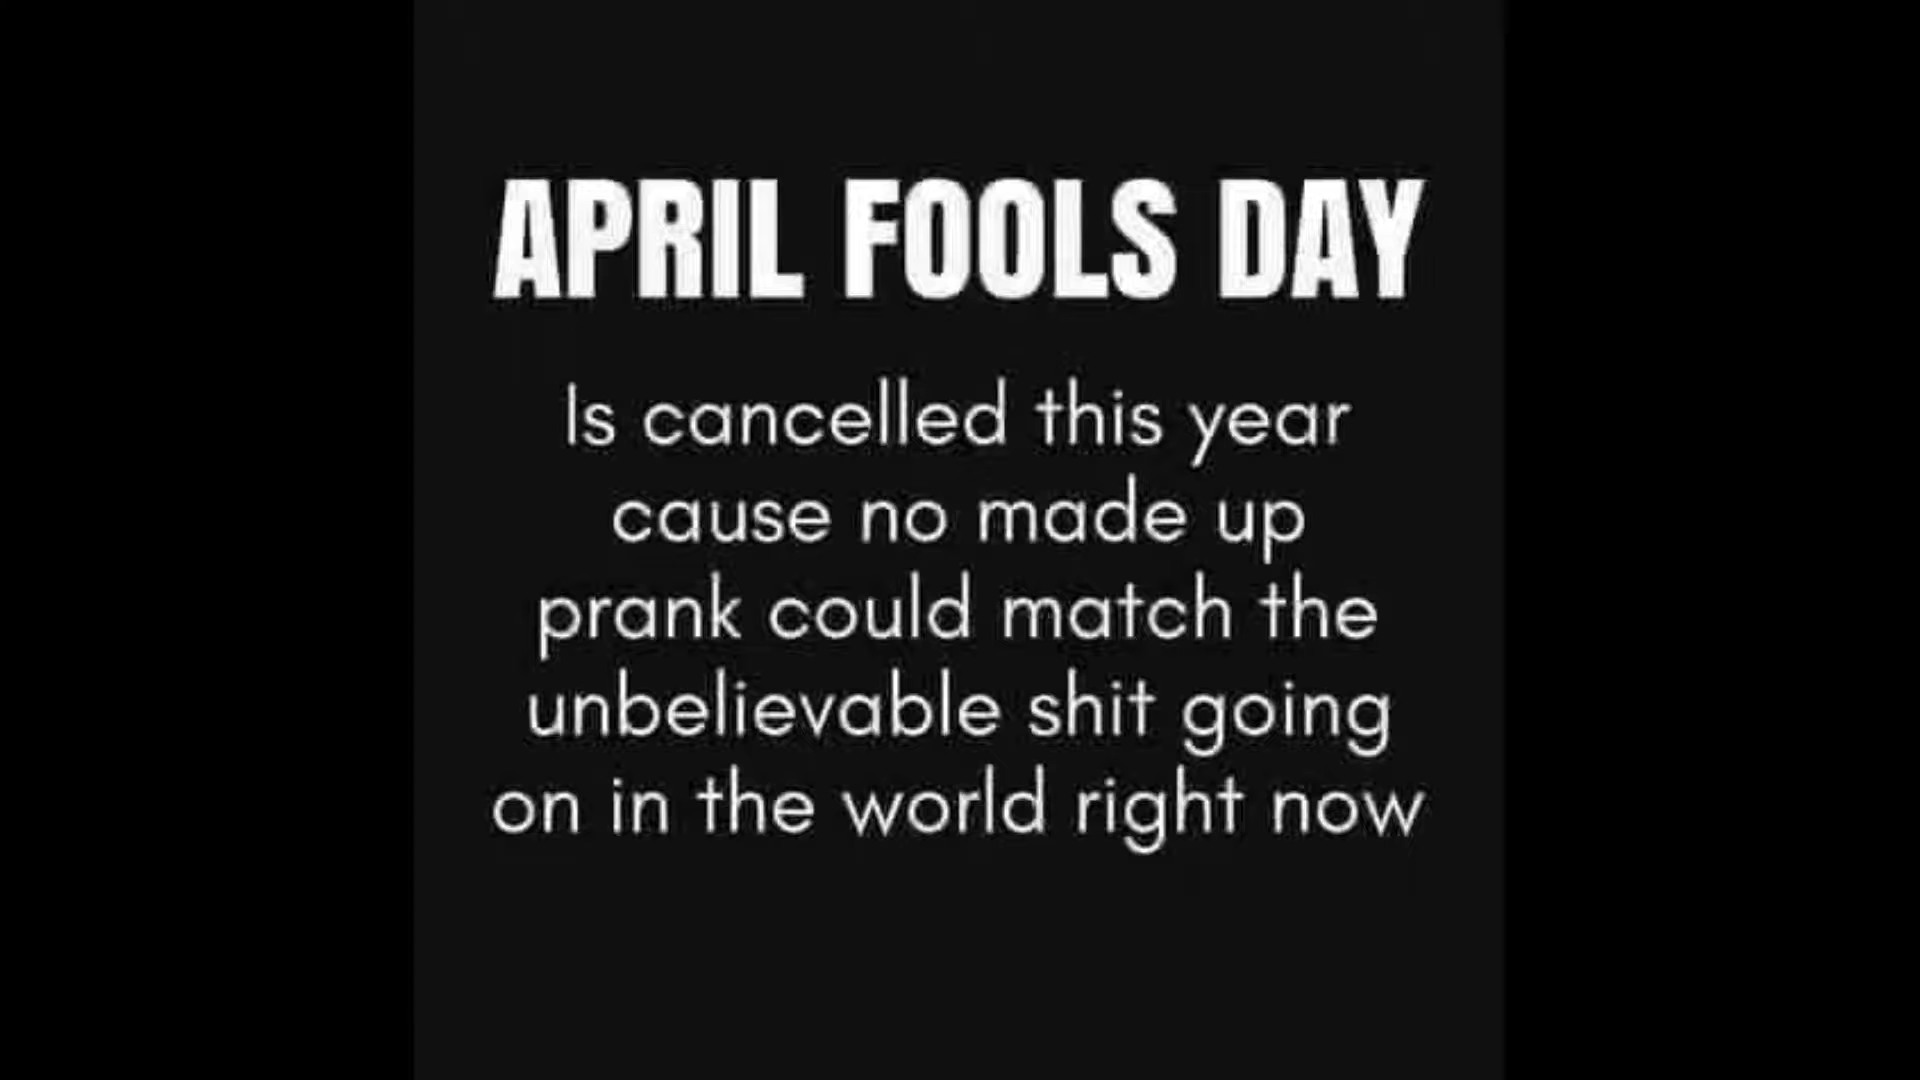 APRIL FOOLS DAY
Is cancelled this year
cause no made up
prank could match the
unbelievable shit going
on in the world right now